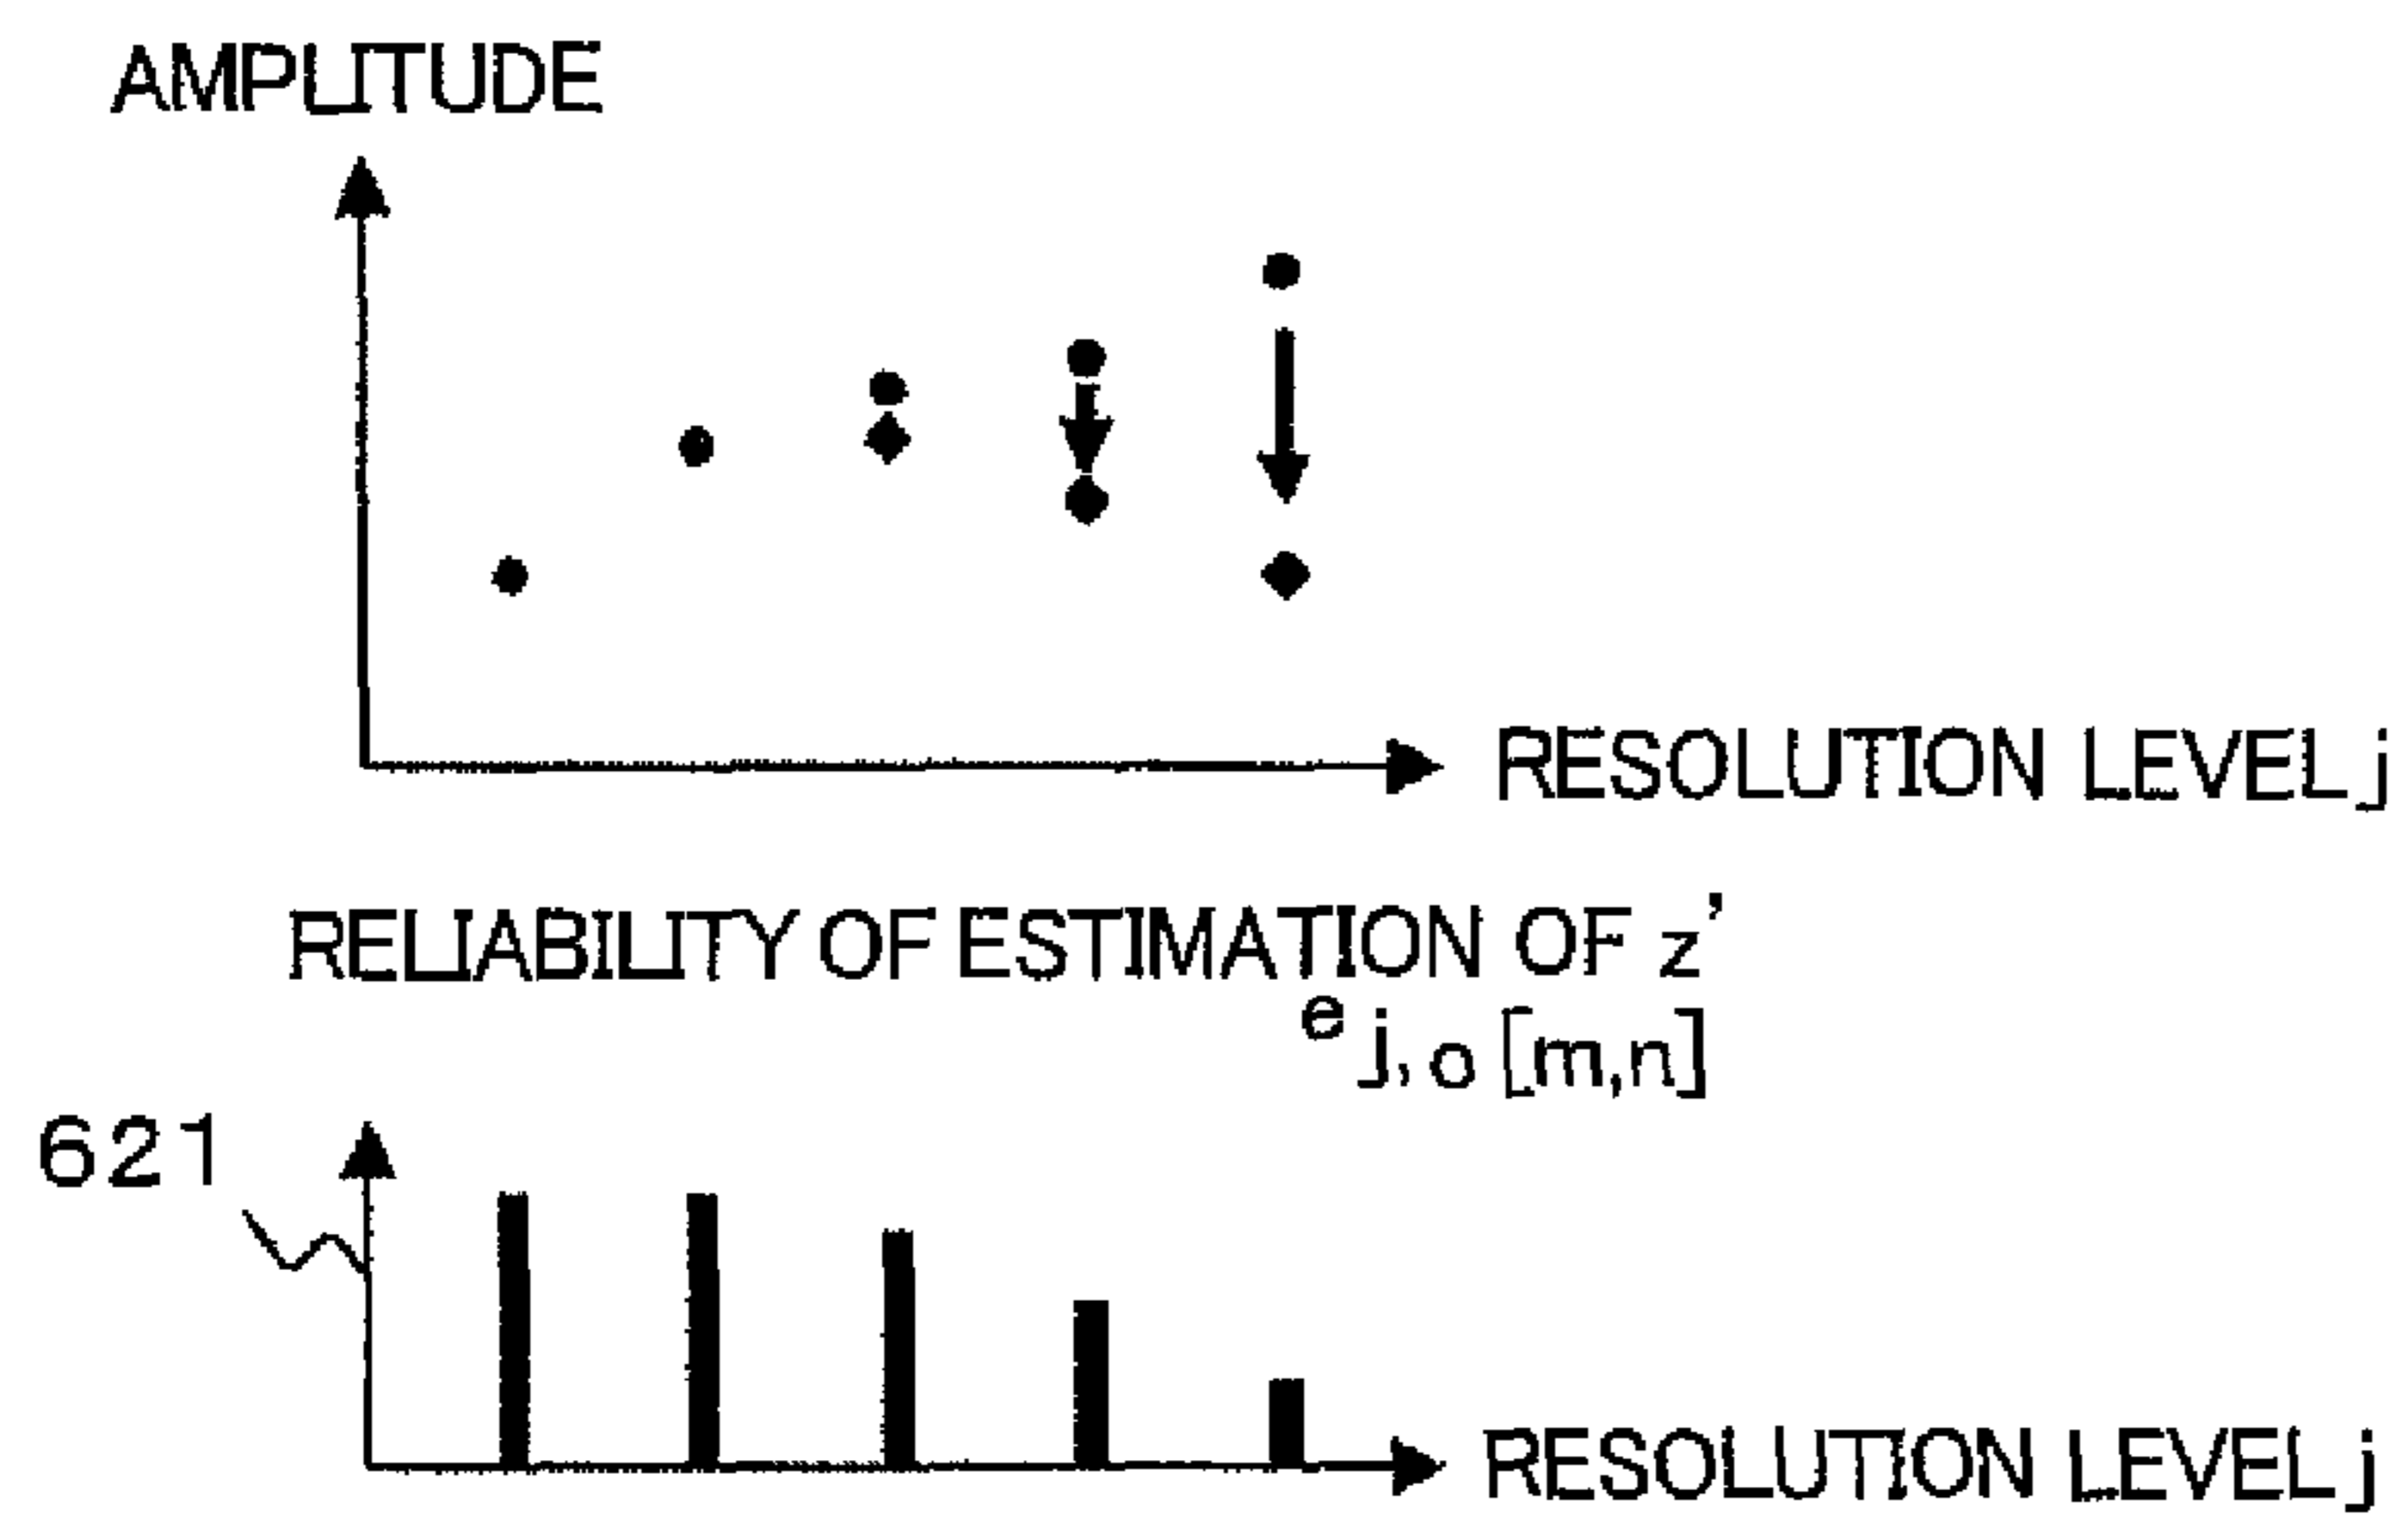 AMPLITUDE
RESOLUTION LEVEL j
RELIABILITY OF ESTIMATION OF z'
e j, o [m,n]
621
RESOLUTION LEVEL j